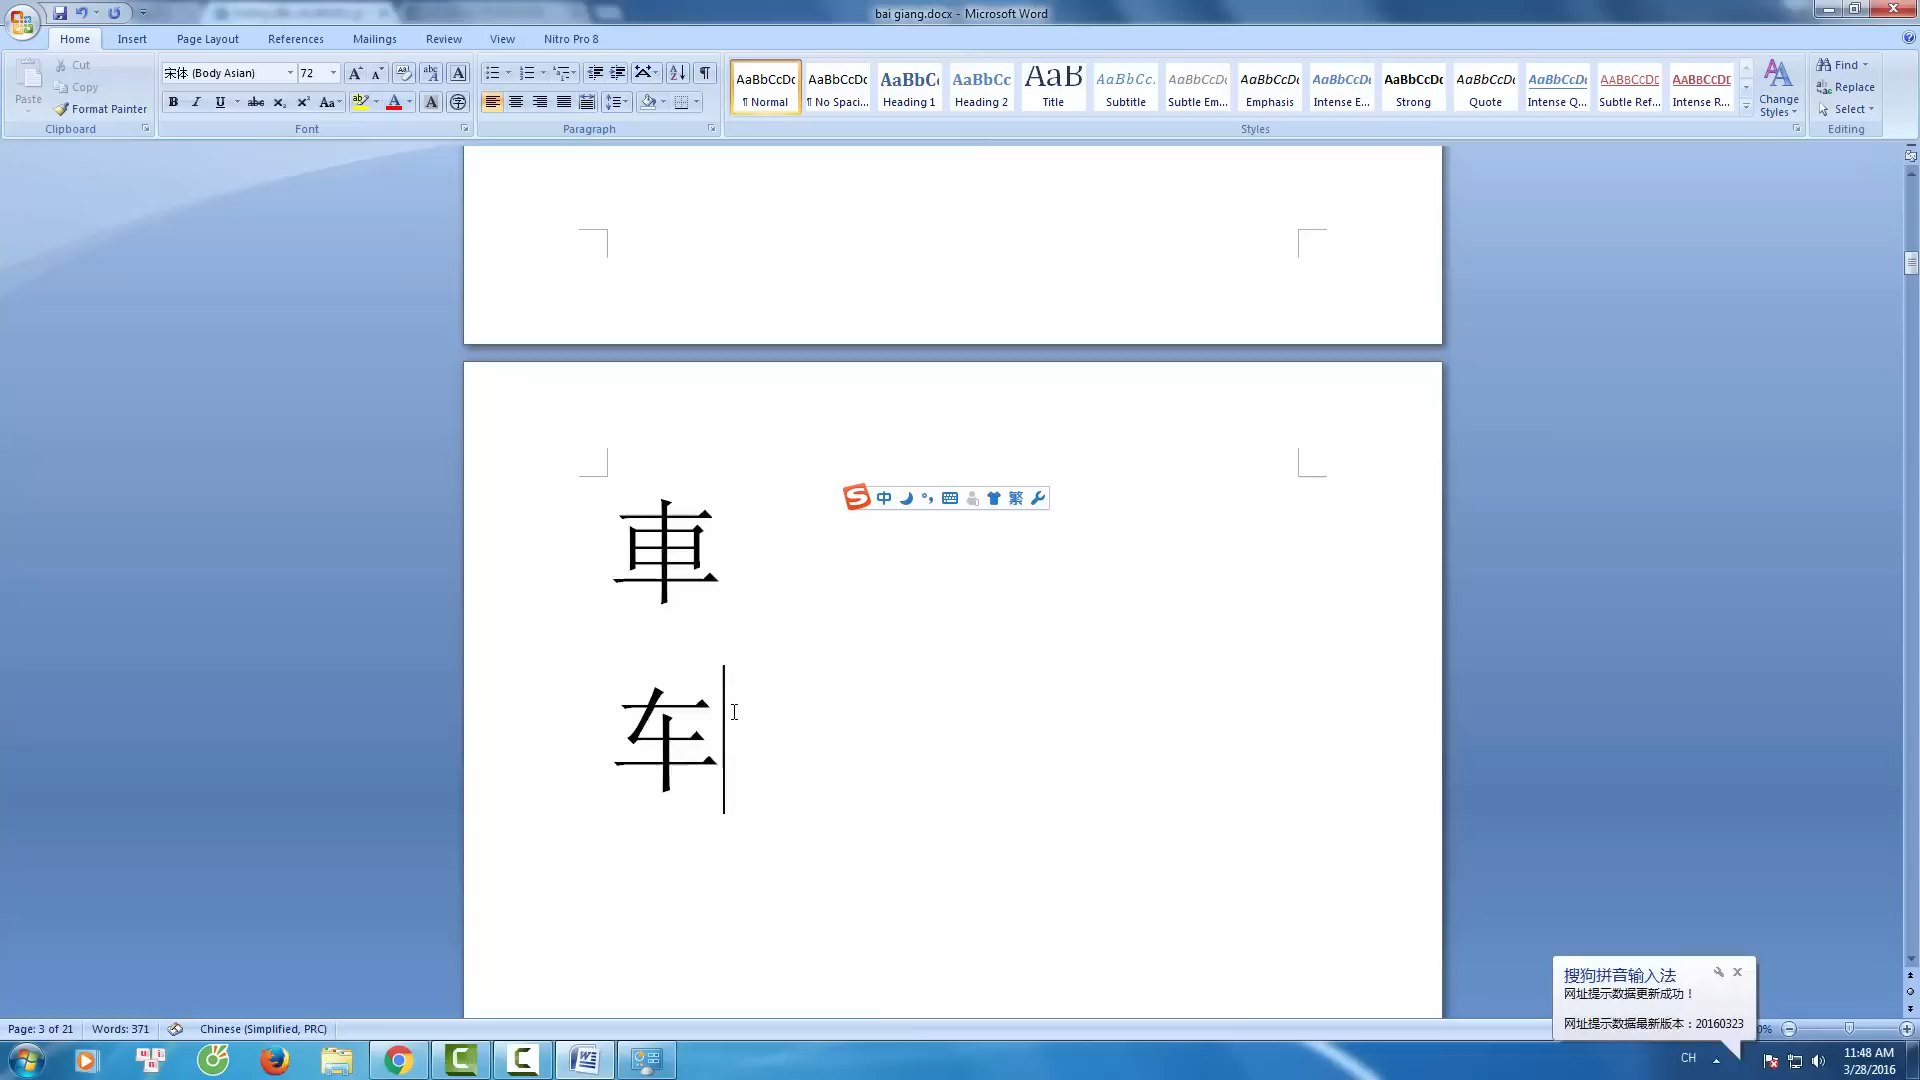 bai giang.docx - Microsoft Word
Home Insert Page Layout References Mailings Review View Nitro Pro 8
Paste
Cut
Copy
Format Painter
Clipboard
宋体 (Body Asian) 72
Font
Paragraph
AaBbCcDc AaBbCcDc AaBbC AaBbCc AaB AaBbCc. AaBbCcDc AaBbCcDc AaBbCcDc AaBbCcDc AaBbCcDc AaBbCcDc AABBCCDC AABBCCDC
¶ Normal ¶ No Spaci... Heading 1 Heading 2 Title Subtitle Subtle Em... Emphasis Intense E... Strong Quote Intense Q... Subtle Ref... Intense R...
Change Styles
Styles
Find
Replace
Select
Editing
中 繁
車
车
搜狗拼音输入法
网址提示数据更新成功！
网址提示数据最新版本：20160323
Page: 3 of 21 Words: 371 Chinese (Simplified, PRC)
CH
11:48 AM
3/28/2016